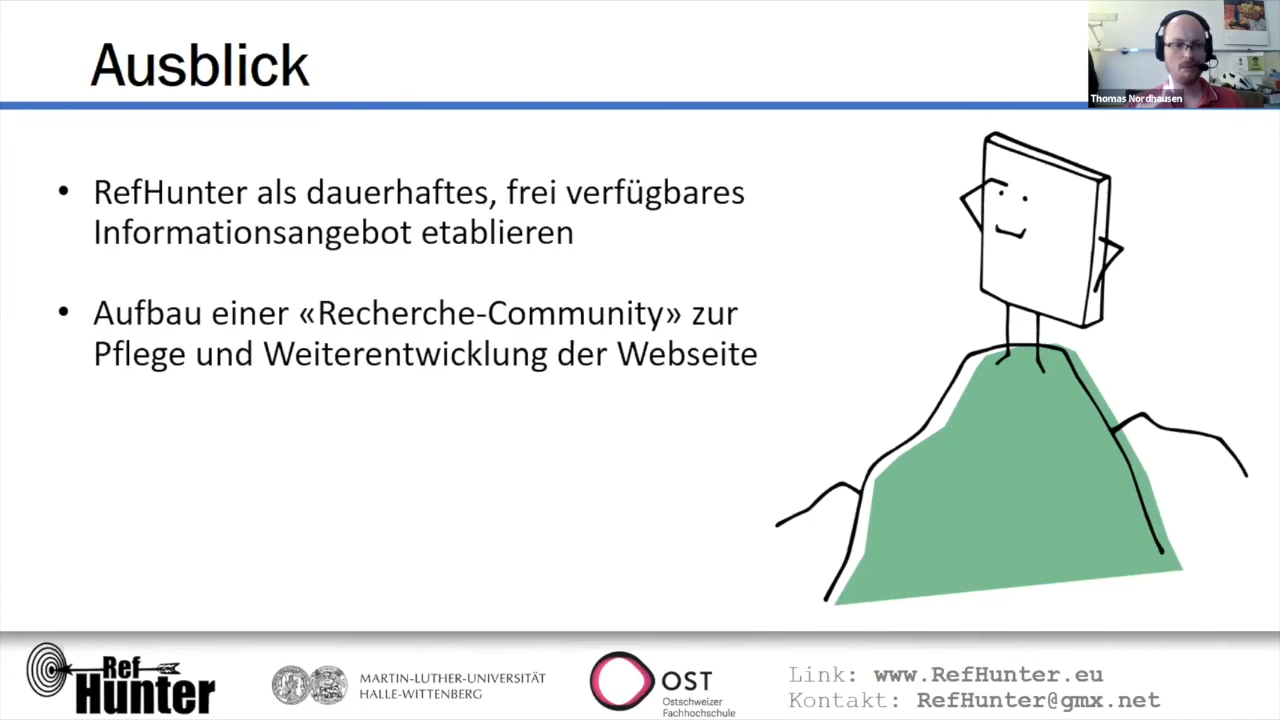 Ausblick
Thomas Nordhausen
• RefHunter als dauerhaftes, frei verfügbares
Informationsangebot etablieren
• Aufbau einer «Recherche-Community» zur
Pflege und Weiterentwicklung der Webseite
Ref
Hunter
MARTIN-LUTHER-UNIVERSITÄT
HALLE-WITTENBERG
OST
Ostschweizer
Fachhochschule
Link: www.RefHunter.eu
Kontakt: RefHunter@gmx.net